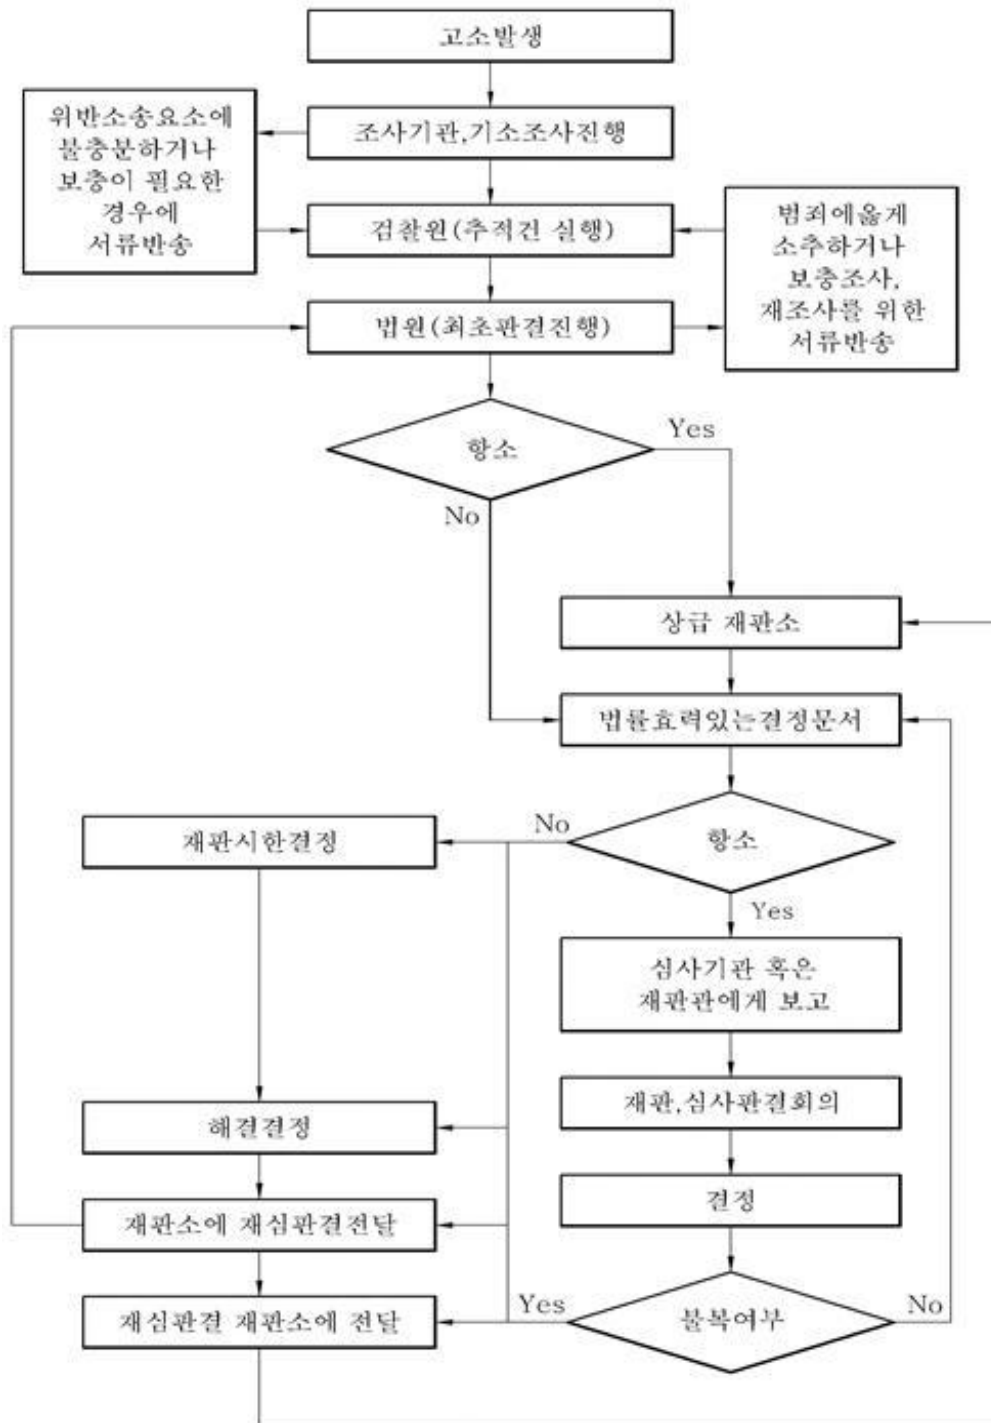 고소발생
위반소송요소에
불충분하거나
보충이 필요한
경우에
서류반송
조사기관,기소조사진행
검찰원(추적건 실행)
범죄에옳게
소추하거나
보충조사,
재조사를 위한
서류반송
법원(최초판결진행)
항소
Yes
No
상급 재판소
법률효력있는결정문서
항소
No
Yes
재판시한결정
심사기관 혹은
재판관에게 보고
재판,심사판결회의
해결결정
결정
재판소에 재심판결전달
불복여부
Yes
No
재심판결 재판소에 전달